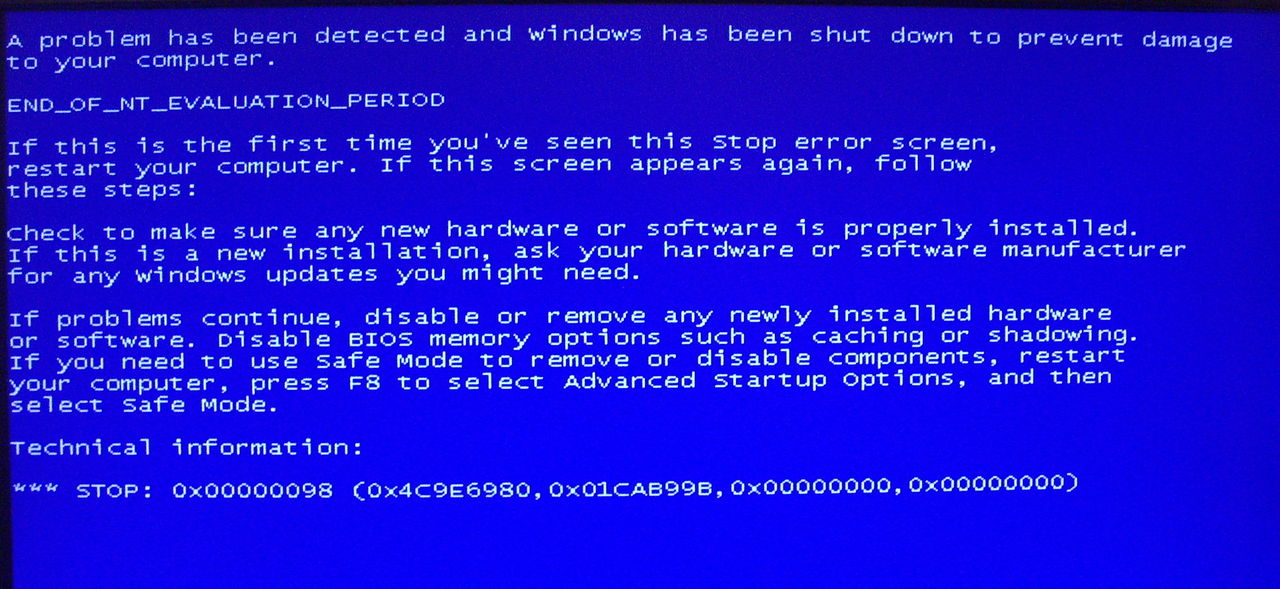 A problem has been detected and Windows has been shut down to prevent damage
to your computer.
END_OF_NT_EVALUATION_PERIOD
If this is the first time you've seen this Stop error screen,
restart your computer. If this screen appears again, follow
these steps:
Check to make sure any new hardware or software is properly installed.
If this is a new installation, ask your hardware or software manufacturer
for any Windows updates you might need.
If problems continue, disable or remove any newly installed hardware
or software. Disable BIOS memory options such as caching or shadowing.
If you need to use Safe Mode to remove or disable components, restart
your computer, press F8 to select Advanced Startup Options, and then
select Safe Mode.
Technical information:
*** STOP: 0x00000098 (0x4C9E6980,0x01CAB99B,0x00000000,0x00000000)